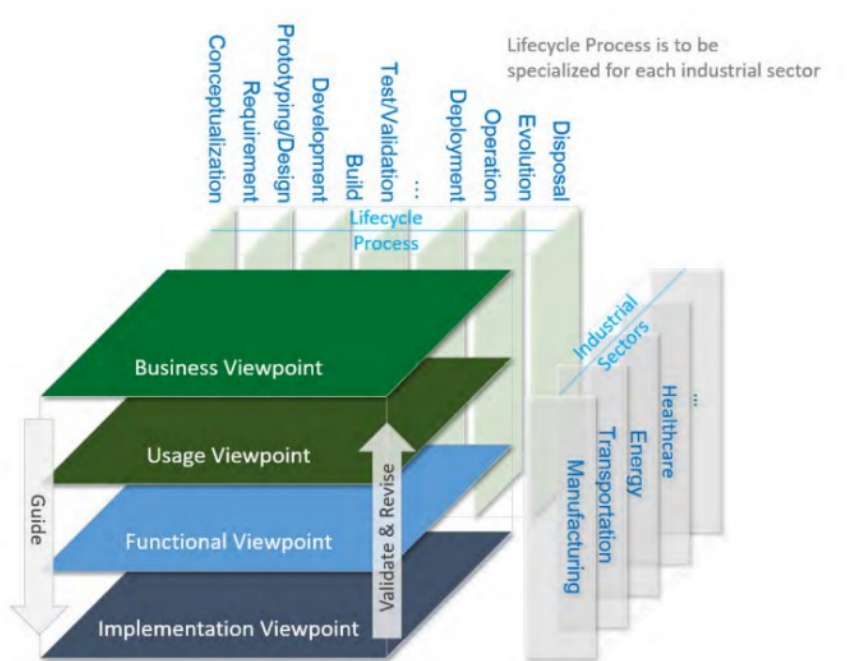 Lifecycle Process is to be
specialized for each industrial sector
Conceptualization
Requirement
Prototyping/Design
Development
Build
Test/Validation
...
Deployment
Operation
Evolution
Disposal
Lifecycle
Process
Business Viewpoint
Usage Viewpoint
Functional Viewpoint
Implementation Viewpoint
Guide
Validate & Revise
Industrial
Sectors
Manufacturing
Transportation
Energy
Healthcare
...